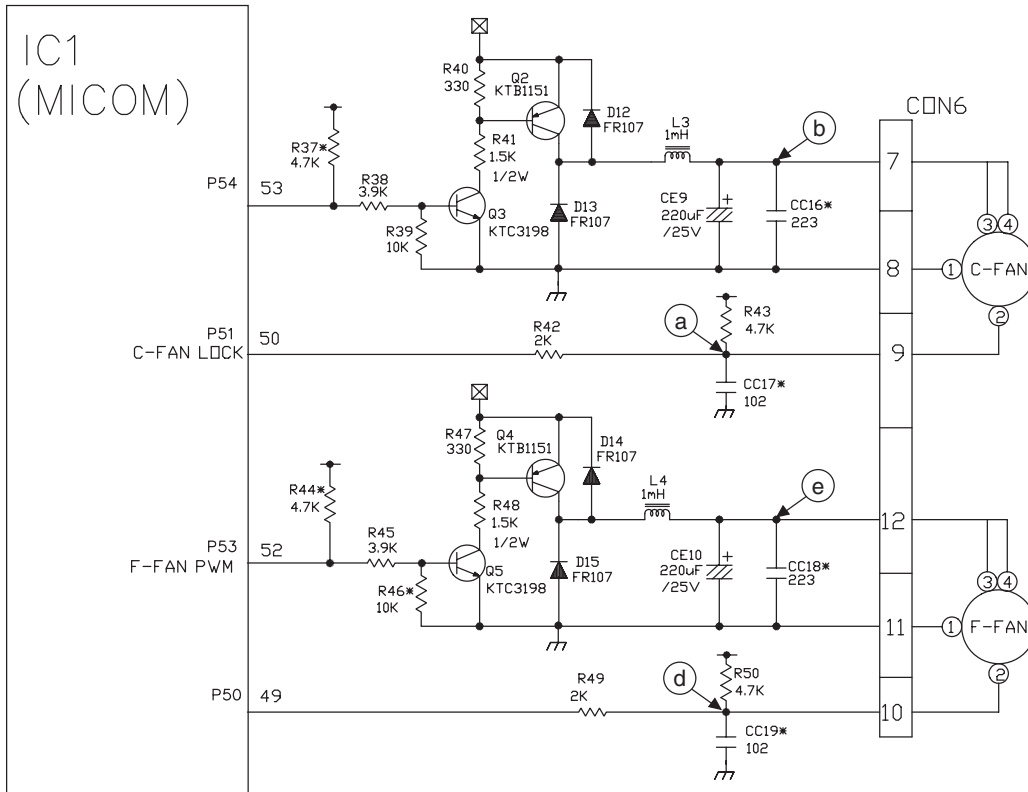 IC1
(MICOM)
CON6
R40
330
Q2
KTB1151
D12
FR107
L3
1mH
b
R37*
4.7K
R41
1.5K
1/2W
P54
53
R38
3.9K
Q3
KTC3198
R39
10K
D13
FR107
CE9
220uF
/25V
+
CC16*
223
7
8
3
4
1
C-FAN
2
P51
50
C-FAN LOCK
R42
2K
a
R43
4.7K
9
CC17*
102
R47
330
Q4
KTB1151
D14
FR107
L4
1mH
e
R44*
4.7K
R48
1.5K
1/2W
P53
52
F-FAN PWM
R45
3.9K
Q5
KTC3198
R46*
10K
D15
FR107
CE10
220uF
/25V
+
CC18*
223
12
11
3
4
1
F-FAN
2
P50
49
R49
2K
d
R50
4.7K
10
CC19*
102